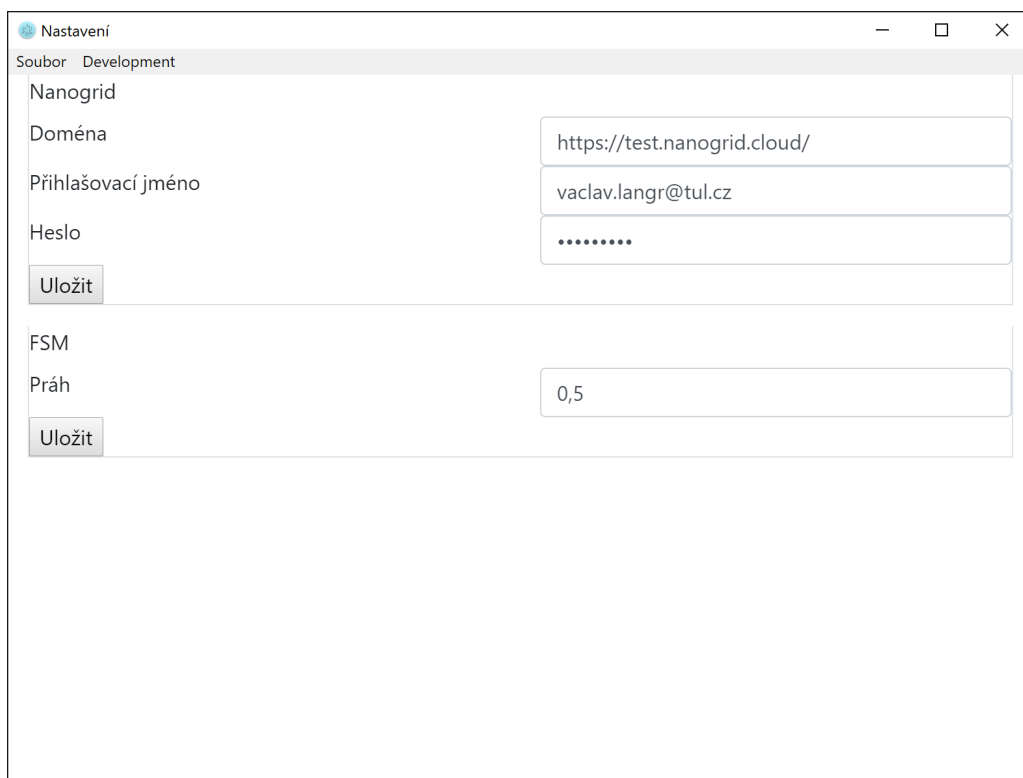 Nastavení
Soubor Development
Nanogrid
Doména https://test.nanogrid.cloud/
Přihlašovací jméno vaclav.langr@tul.cz
Heslo •••••••••
Uložit
FSM
Práh 0,5
Uložit